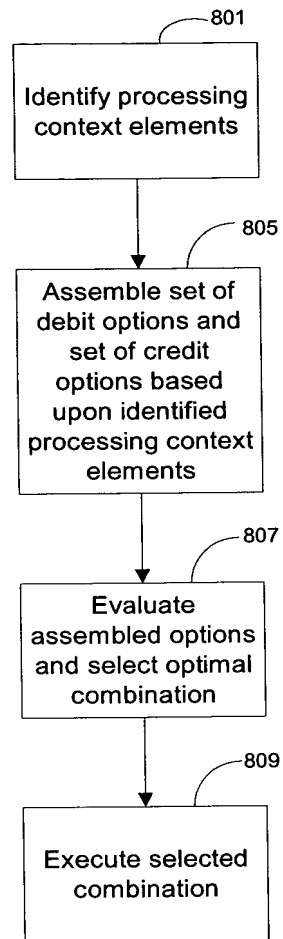 801
Identify processing
context elements
805
Assemble set of
debit options and
set of credit
options based
upon identified
processing context
elements
807
Evaluate
assembled options
and select optimal
combination
809
Execute selected
combination